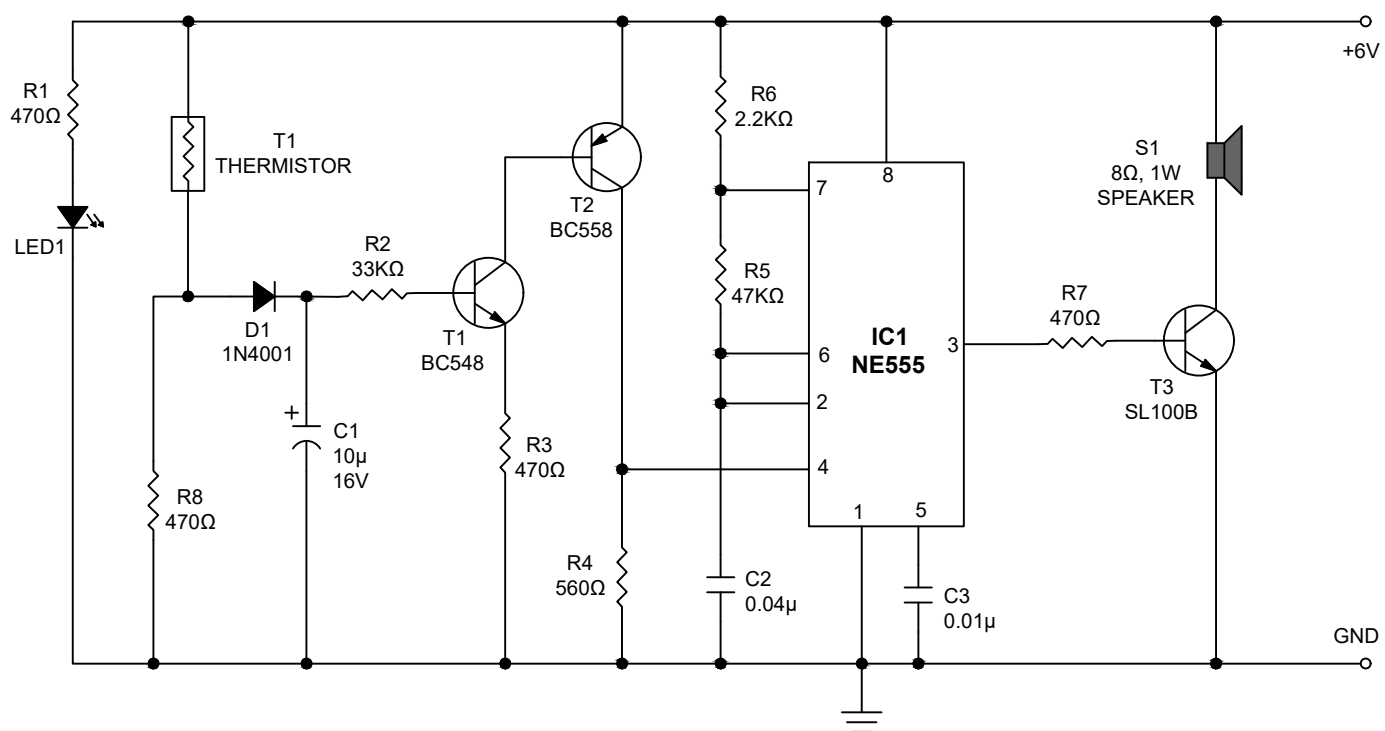 +6V
R1
470Ω
LED1
T1
THERMISTOR
R8
470Ω
D1
1N4001
+
C1
10µ
16V
R2
33KΩ
T1
BC548
R3
470Ω
T2
BC558
R4
560Ω
R6
2.2KΩ
R5
47KΩ
C2
0.04µ
8
7
6
2
4
IC1
NE555
3
1
5
C3
0.01µ
R7
470Ω
S1
8Ω, 1W
SPEAKER
T3
SL100B
GND